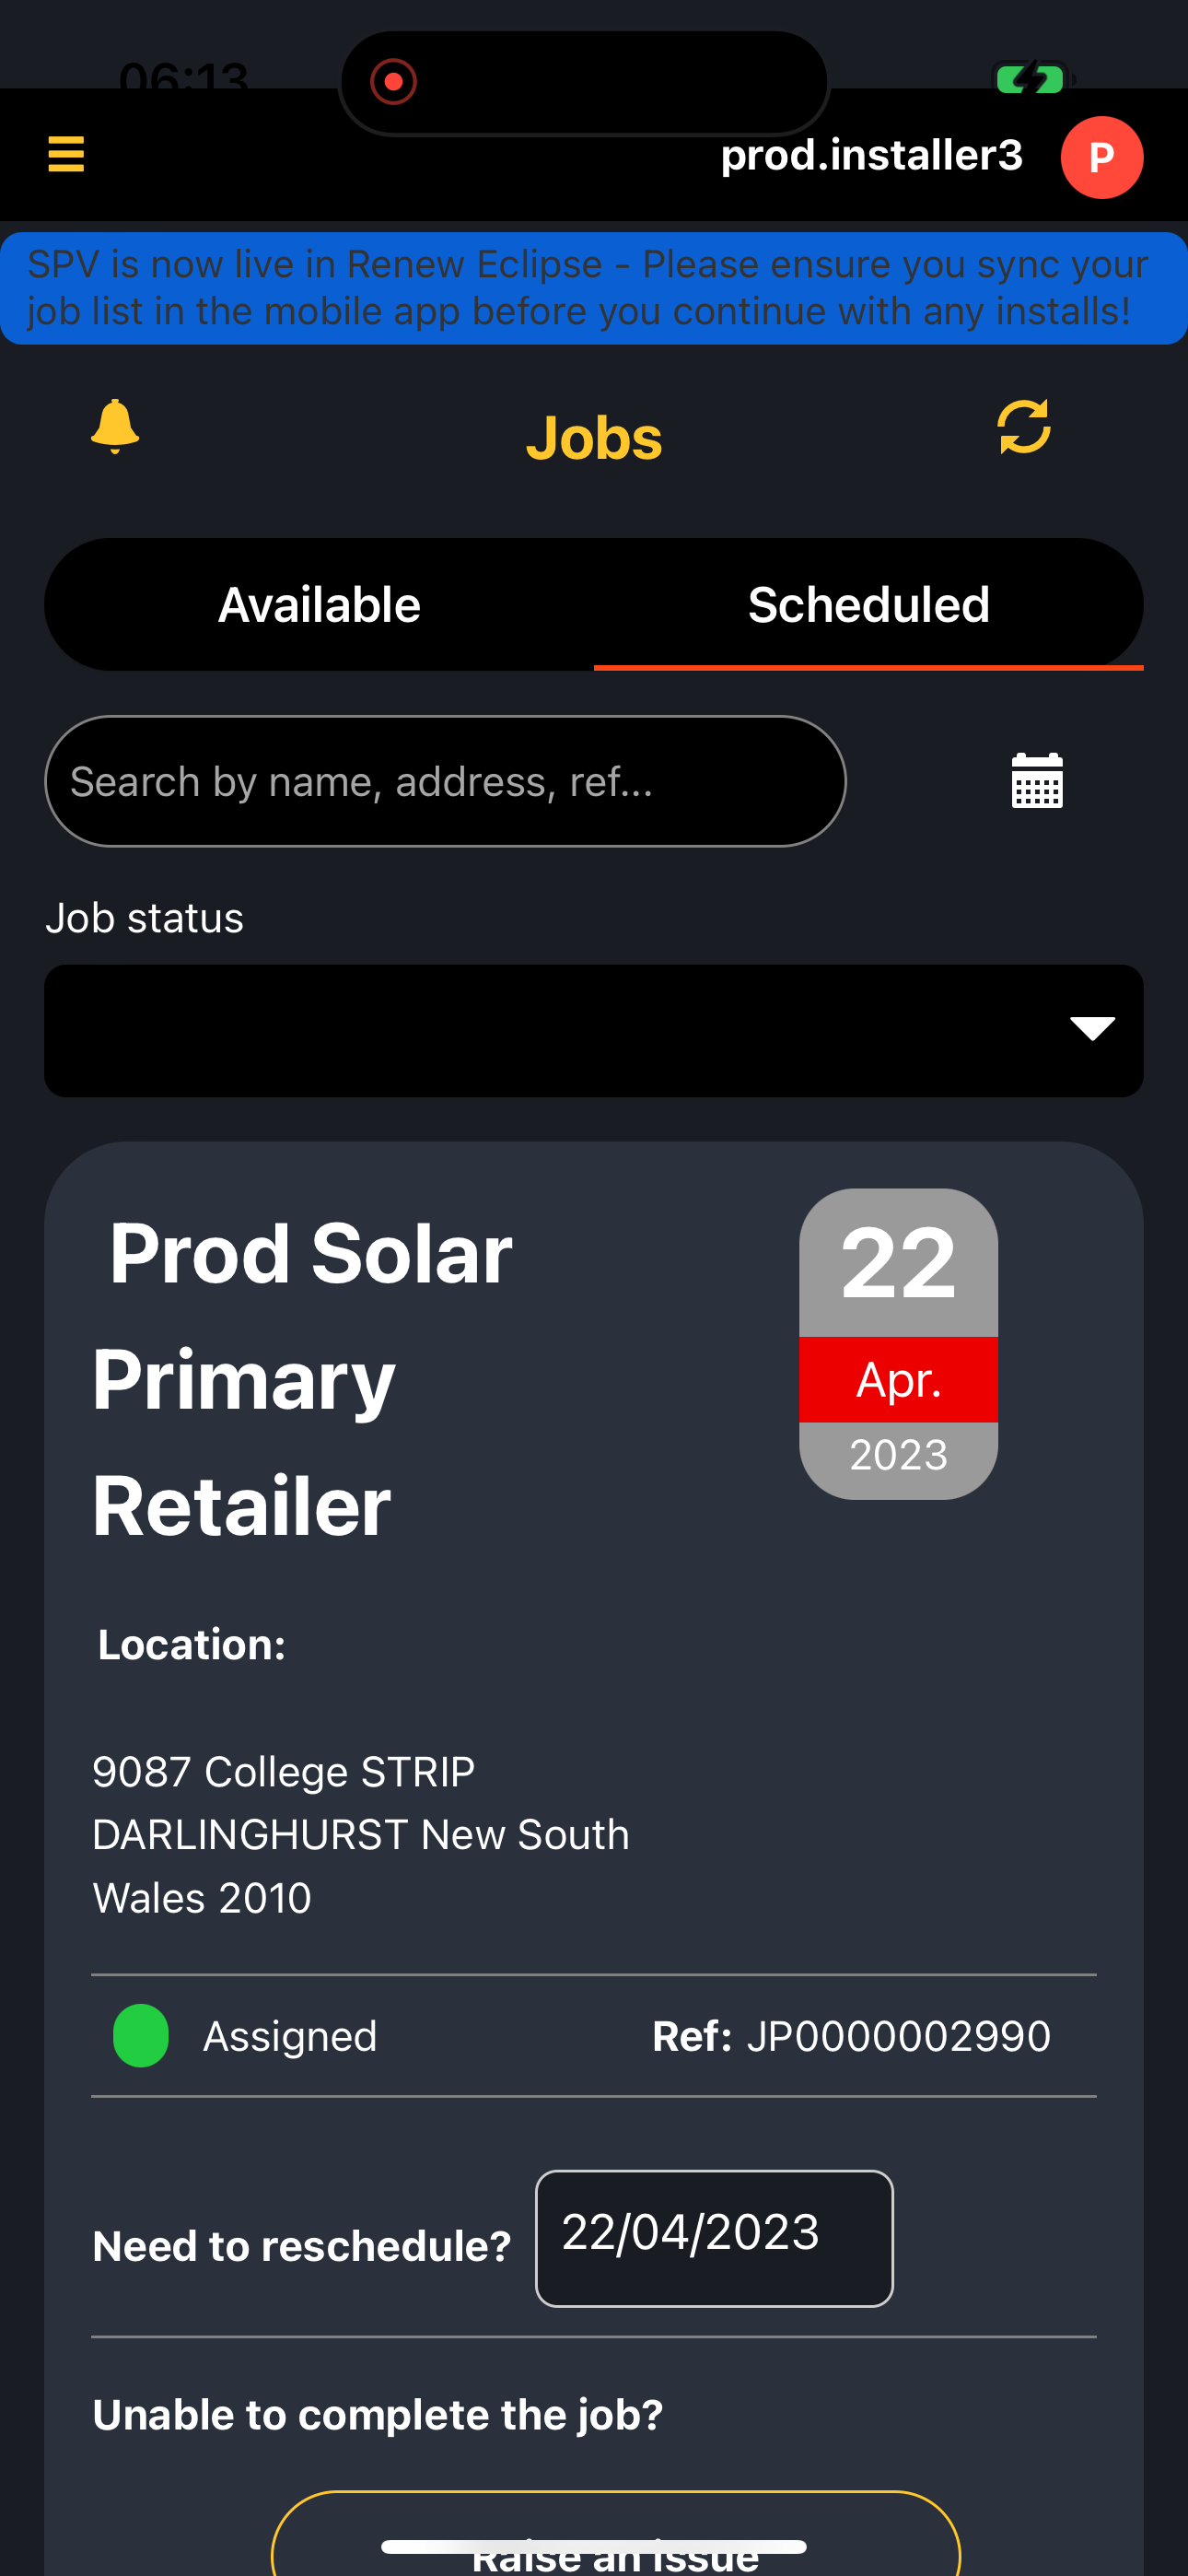 06:13
prod.installer3
P
SPV is now live in Renew Eclipse - Please ensure you sync your
job list in the mobile app before you continue with any installs!
Jobs
Available
Scheduled
Search by name, address, ref...
Job status
Prod Solar
Primary
Retailer
22
Apr.
2023
Location:
9087 College STRIP
DARLINGHURST New South
Wales 2010
Assigned
Ref: JP0000002990
Need to reschedule?
22/04/2023
Unable to complete the job?
Raise an issue